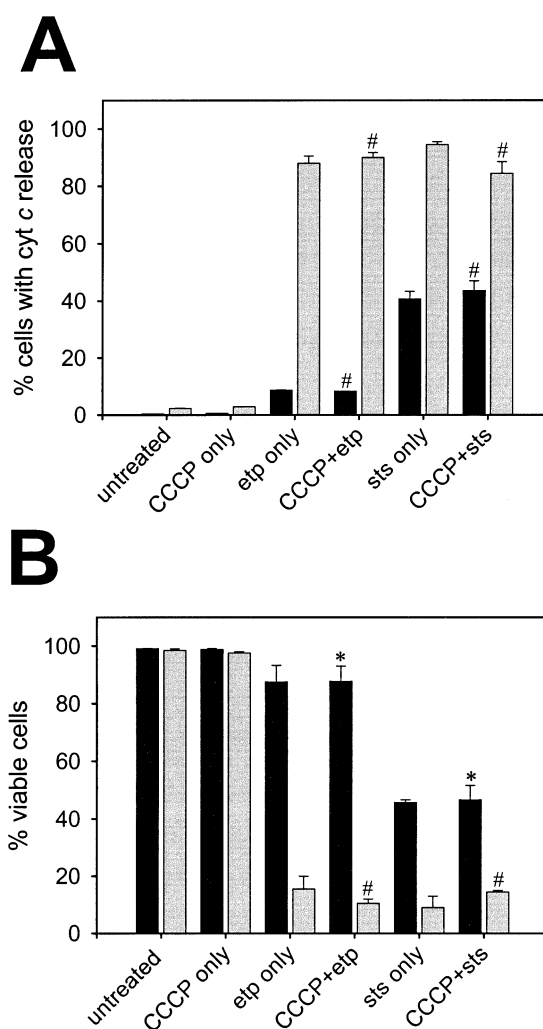 A
% cells with cyt c release
100
80
60
40
20
0
# # # #
untreated
CCCP only
etp only
CCCP+etp
sts only
CCCP+sts
B
% viable cells
100
80
60
40
20
0
* # * #
untreated
CCCP only
etp only
CCCP+etp
sts only
CCCP+sts